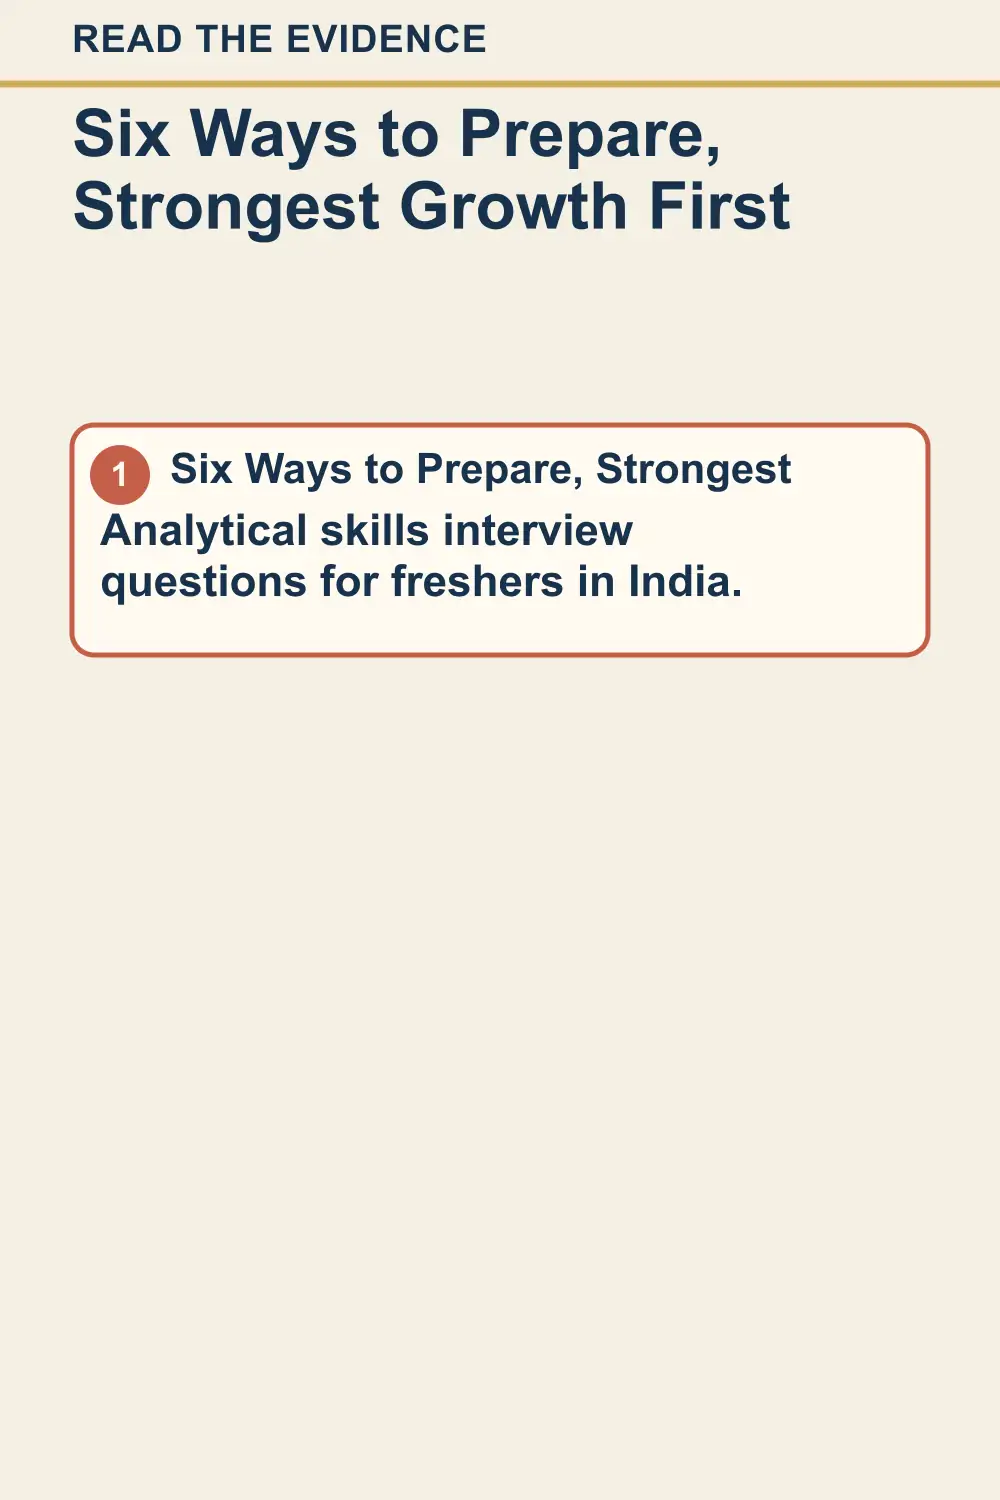 READ THE EVIDENCE
Six Ways to Prepare,
Strongest Growth First
1 Six Ways to Prepare, Strongest
Analytical skills interview
questions for freshers in India.